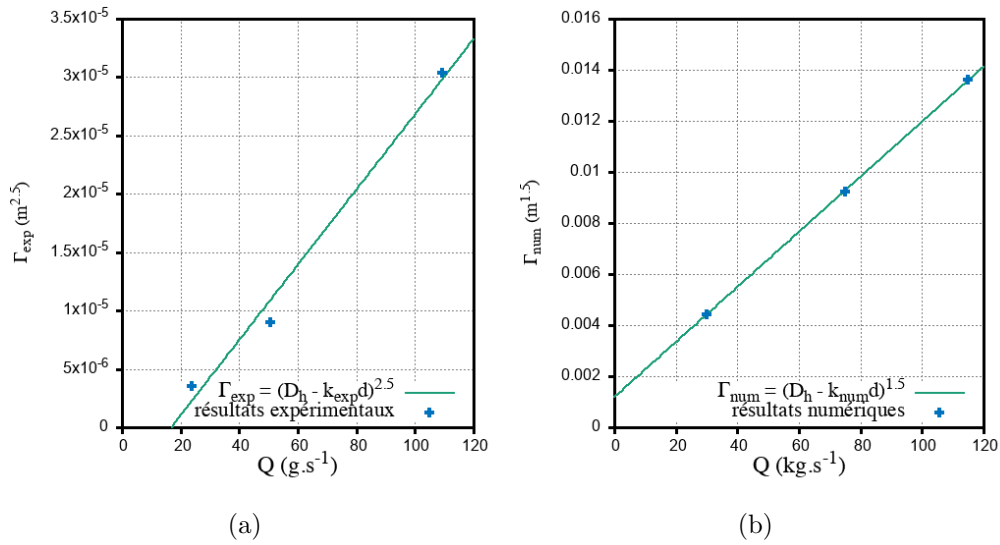 3.5x10⁻⁵
3x10⁻⁵
2.5x10⁻⁵
2x10⁻⁵
1.5x10⁻⁵
1x10⁻⁵
5x10⁻⁶
0
Γexp (m²·⁵)
Γexp = (Dh - kexpd)²·⁵
résultats expérimentaux
0 20 40 60 80 100 120
Q (g.s⁻¹)
(a)
0.016
0.014
0.012
0.01
0.008
0.006
0.004
0.002
0
Γnum (m¹·⁵)
Γnum = (Dh - knumd)¹·⁵
résultats numériques
0 20 40 60 80 100 120
Q (kg.s⁻¹)
(b)